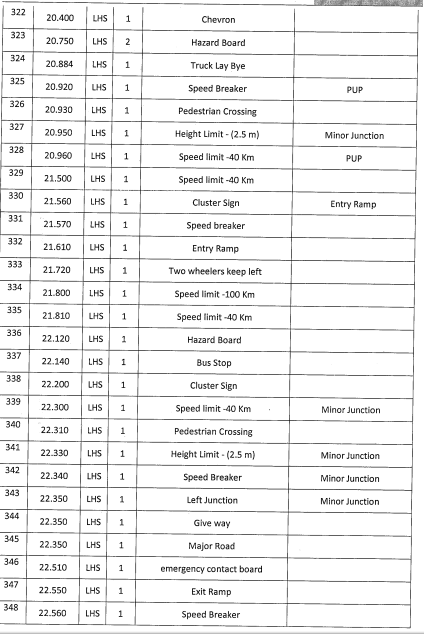 322 20.400 LHS 1 Chevron
323 20.750 LHS 2 Hazard Board
324 20.884 LHS 1 Truck Lay Bye
325 20.920 LHS 1 Speed Breaker PUP
326 20.930 LHS 1 Pedestrian Crossing
327 20.950 LHS 1 Height Limit - (2.5 m) Minor Junction
328 20.960 LHS 1 Speed limit -40 Km PUP
329 21.500 LHS 1 Speed limit -40 Km
330 21.560 LHS 1 Cluster Sign Entry Ramp
331 21.570 LHS 1 Speed breaker
332 21.610 LHS 1 Entry Ramp
333 21.720 LHS 1 Two wheelers keep left
334 21.800 LHS 1 Speed limit -100 Km
335 21.810 LHS 1 Speed limit -40 Km
336 22.120 LHS 1 Hazard Board
337 22.140 LHS 1 Bus Stop
338 22.200 LHS 1 Cluster Sign
339 22.300 LHS 1 Speed limit -40 Km Minor Junction
340 22.310 LHS 1 Pedestrian Crossing
341 22.330 LHS 1 Height Limit - (2.5 m) Minor Junction
342 22.340 LHS 1 Speed Breaker Minor Junction
343 22.350 LHS 1 Left Junction Minor Junction
344 22.350 LHS 1 Give way
345 22.350 LHS 1 Major Road
346 22.510 LHS 1 emergency contact board
347 22.550 LHS 1 Exit Ramp
348 22.560 LHS 1 Speed Breaker